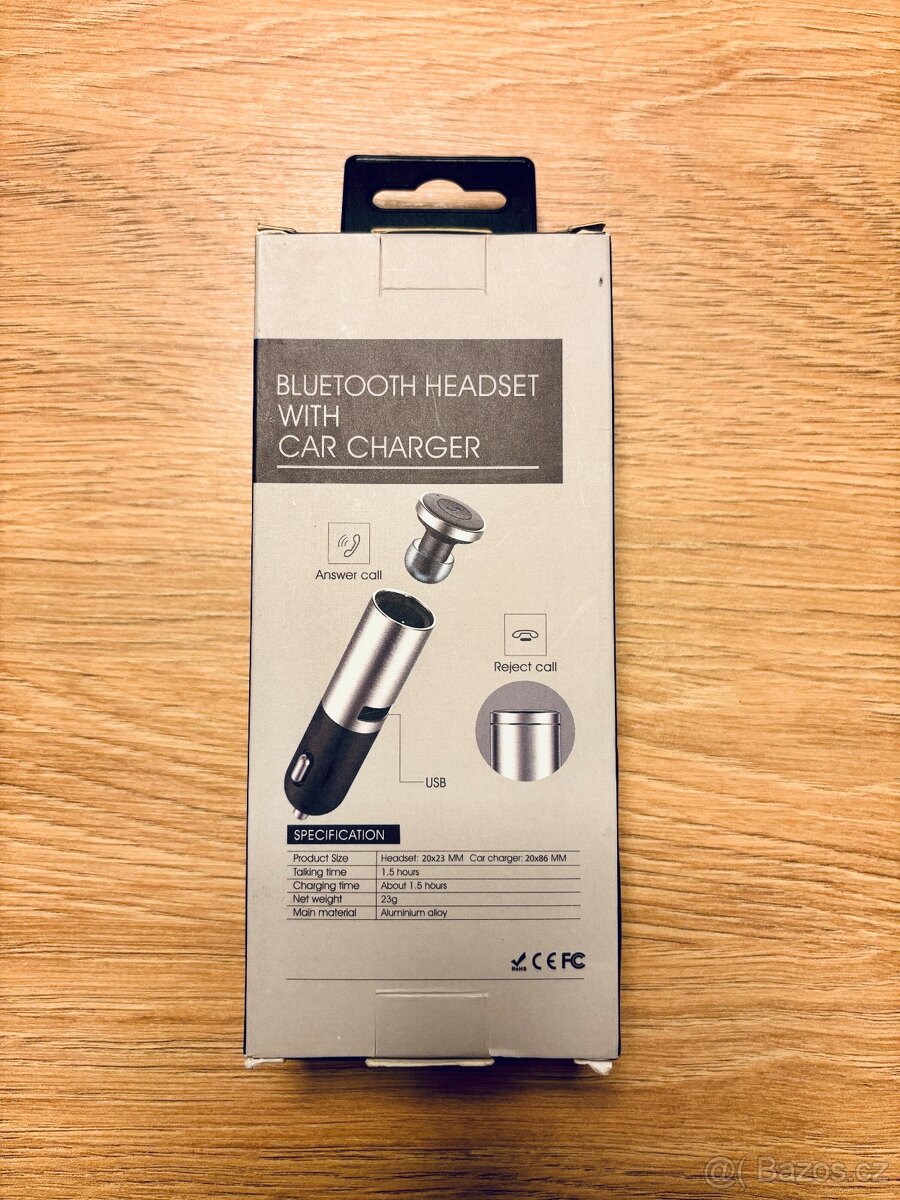 BLUETOOTH HEADSET
WITH
CAR CHARGER
Answer call
Reject call
USB
SPECIFICATION
Product Size Headset: 20x23 MM Car charger: 20x86 MM
Talking time 1.5 hours
Charging time About 1.5 hours
Net weight 23g
Main material Aluminium alloy
RoHS CE FC
@( Bazos.cz